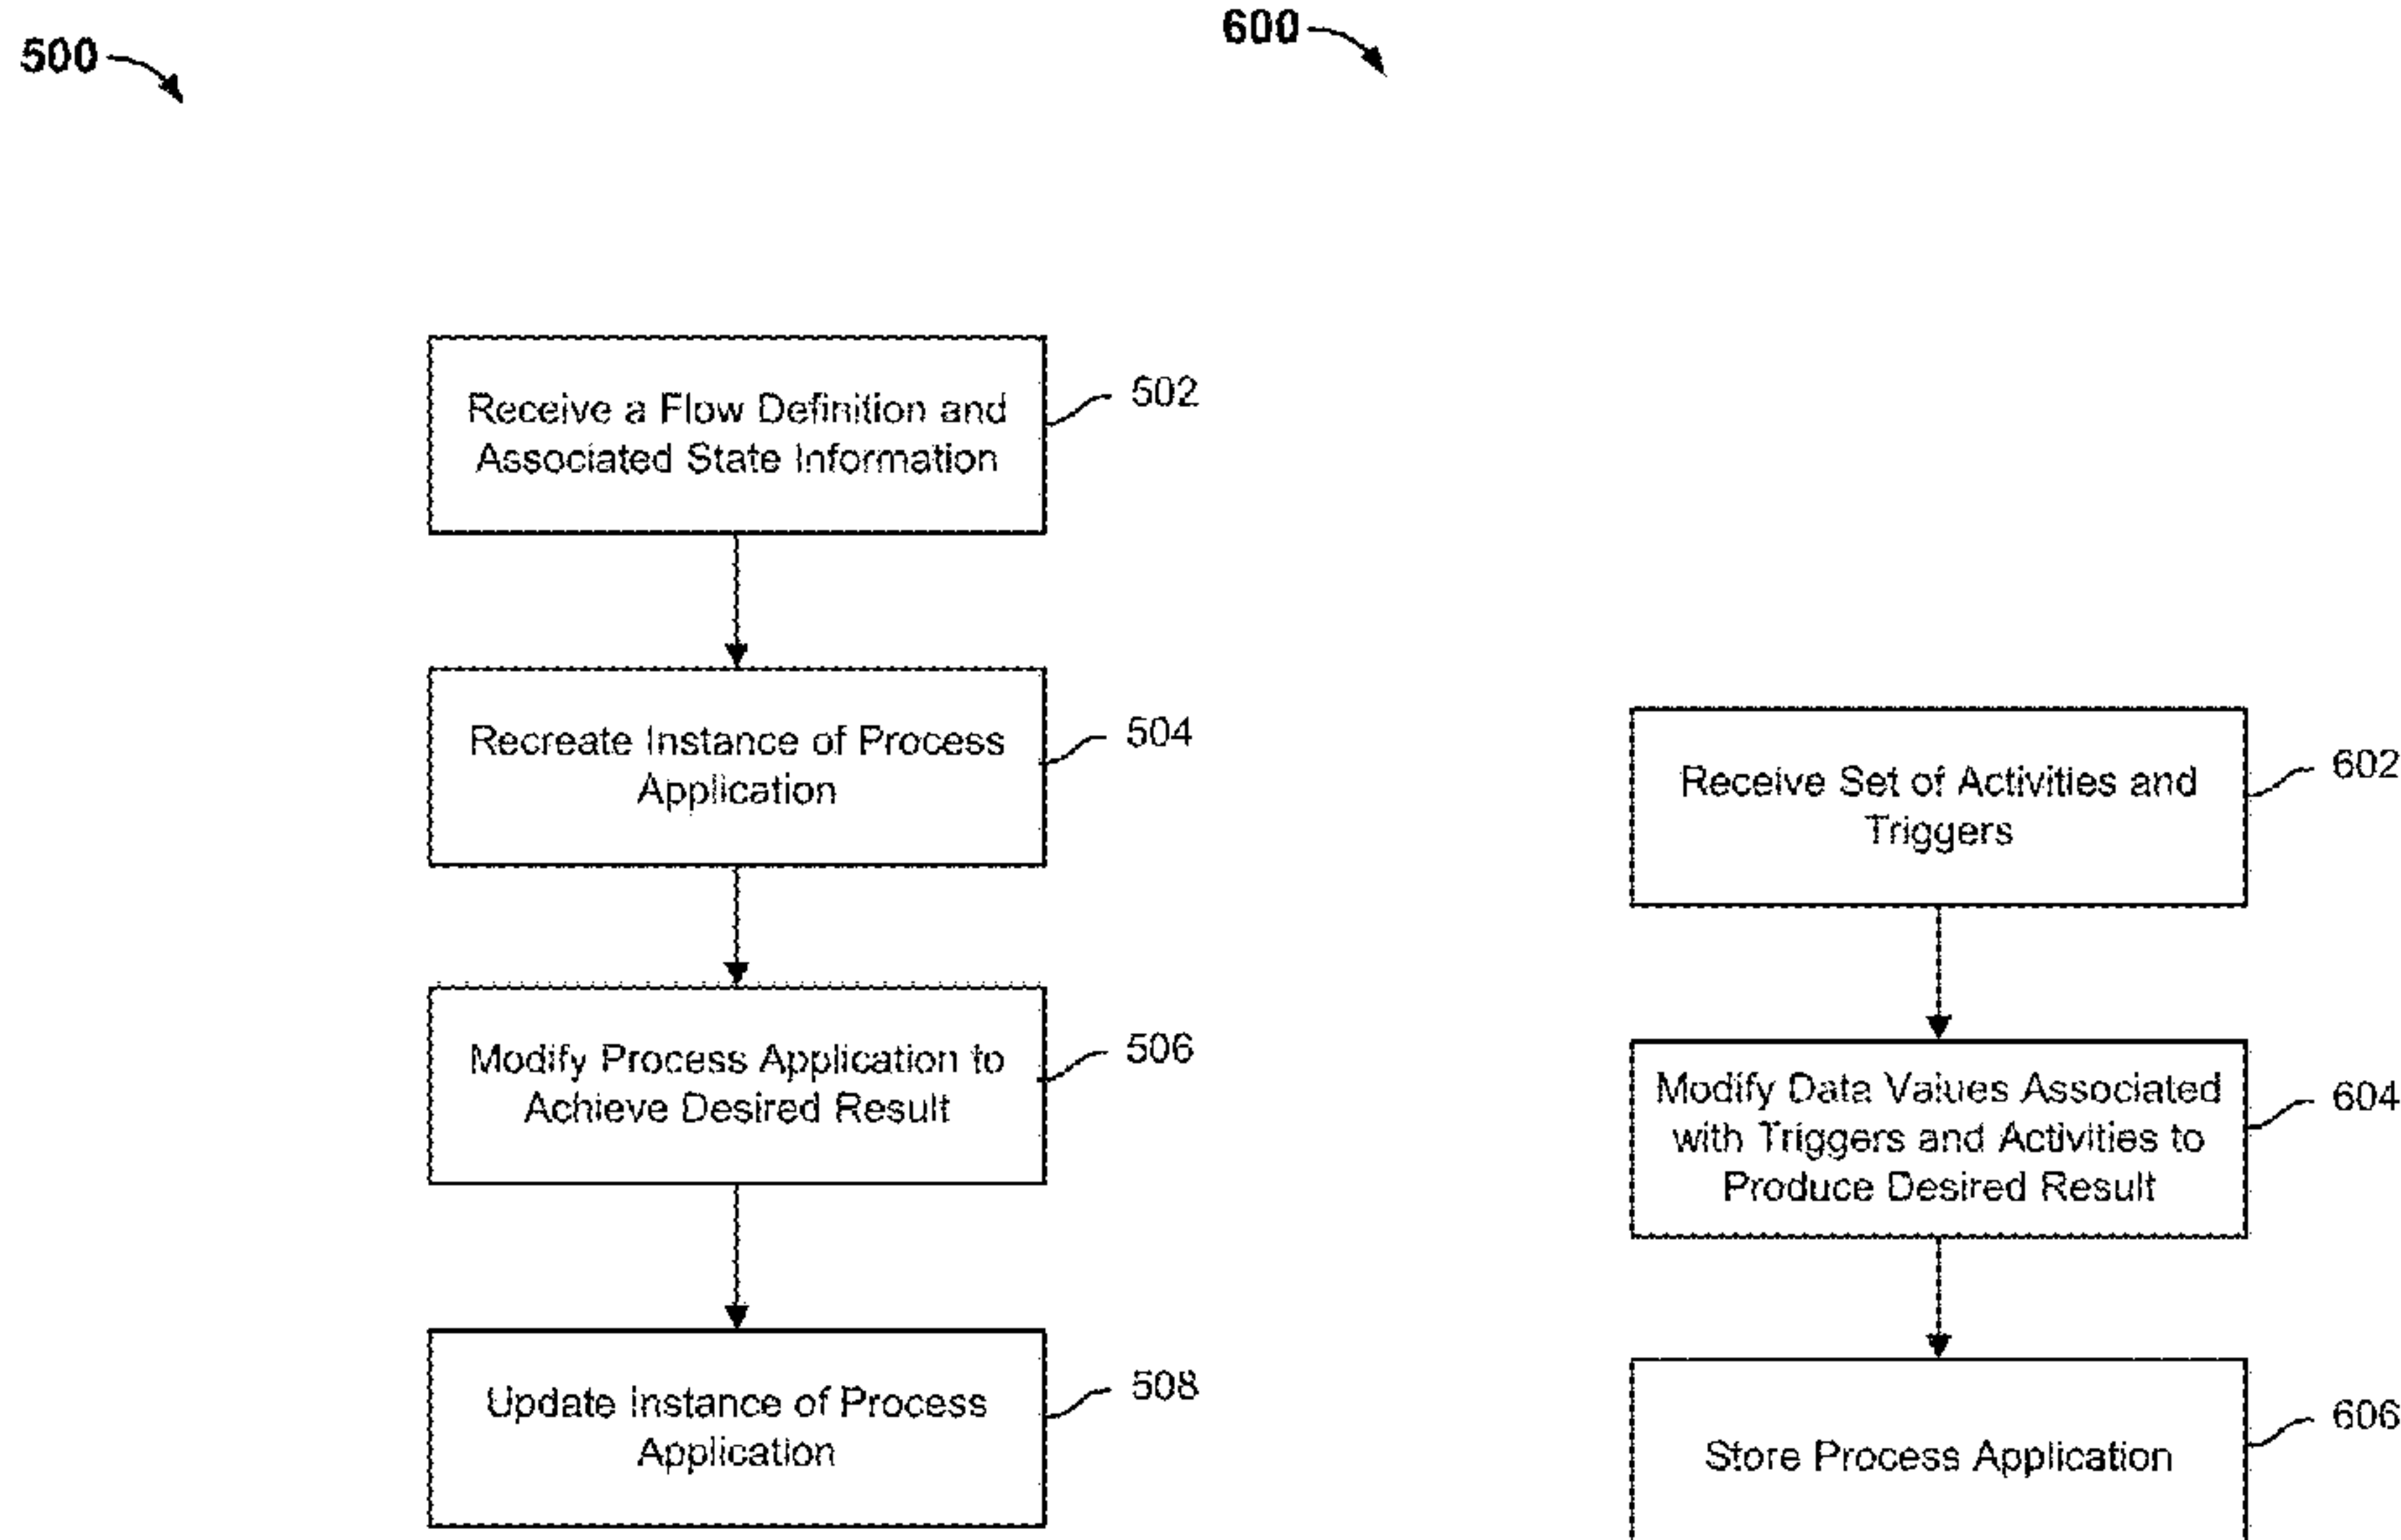 500
Receive a Flow Definition and
Associated State Information
502
Recreate Instance of Process
Application
504
Modify Process Application to
Achieve Desired Result
506
Update Instance of Process
Application
508
600
Receive Set of Activities and
Triggers
602
Modify Data Values Associated
with Triggers and Activities to
Produce Desired Result
604
Store Process Application
606